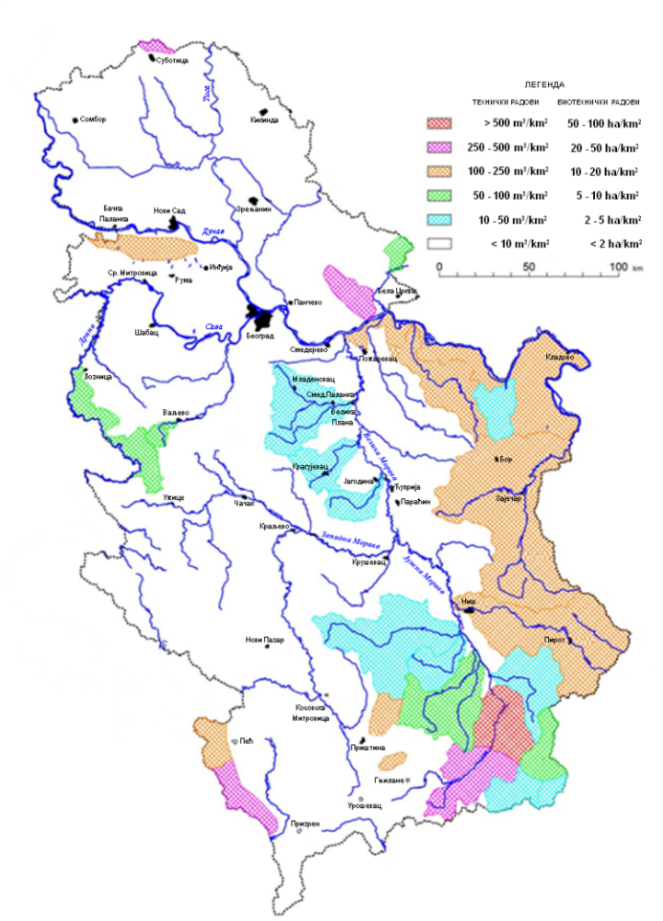 Суботица
Тиса
Сомбор
Кикинда
ЛЕГЕНДА
ТЕХНИЧКИ РАДОВИ БИОТЕХНИЧКИ РАДОВИ
> 500 m³/km² 50 - 100 ha/km²
250 - 500 m³/km² 20 - 50 ha/km²
100 - 250 m³/km² 10 - 20 ha/km²
50 - 100 m³/km² 5 - 10 ha/km²
10 - 50 m³/km² 2 - 5 ha/km²
< 10 m³/km² < 2 ha/km²
0 50 100 km
Зрењанин
Бачка
Паланка
Нови Сад
Дунав
Инђија
Ср. Митровица
Рума
Бела Црква
Панчево
Сава
Шабац
Београд
Дрина
Смедерево
Пожаревац
Кладово
Лозница
Младеновац
Смед.Паланка
Велика
Плана
Ваљево
Велика Морава
Бор
Крагујевац
Јагодина
Ћуприја
Параћин
Зајечар
Ужице
Чачак
Краљево
Западна Морава
Крушевац
Јужна Морава
Ниш
Пирот
Нови Пазар
Косовска
Митровица
Пећ
Приштина
Гњилане
Урошевац
Призрен